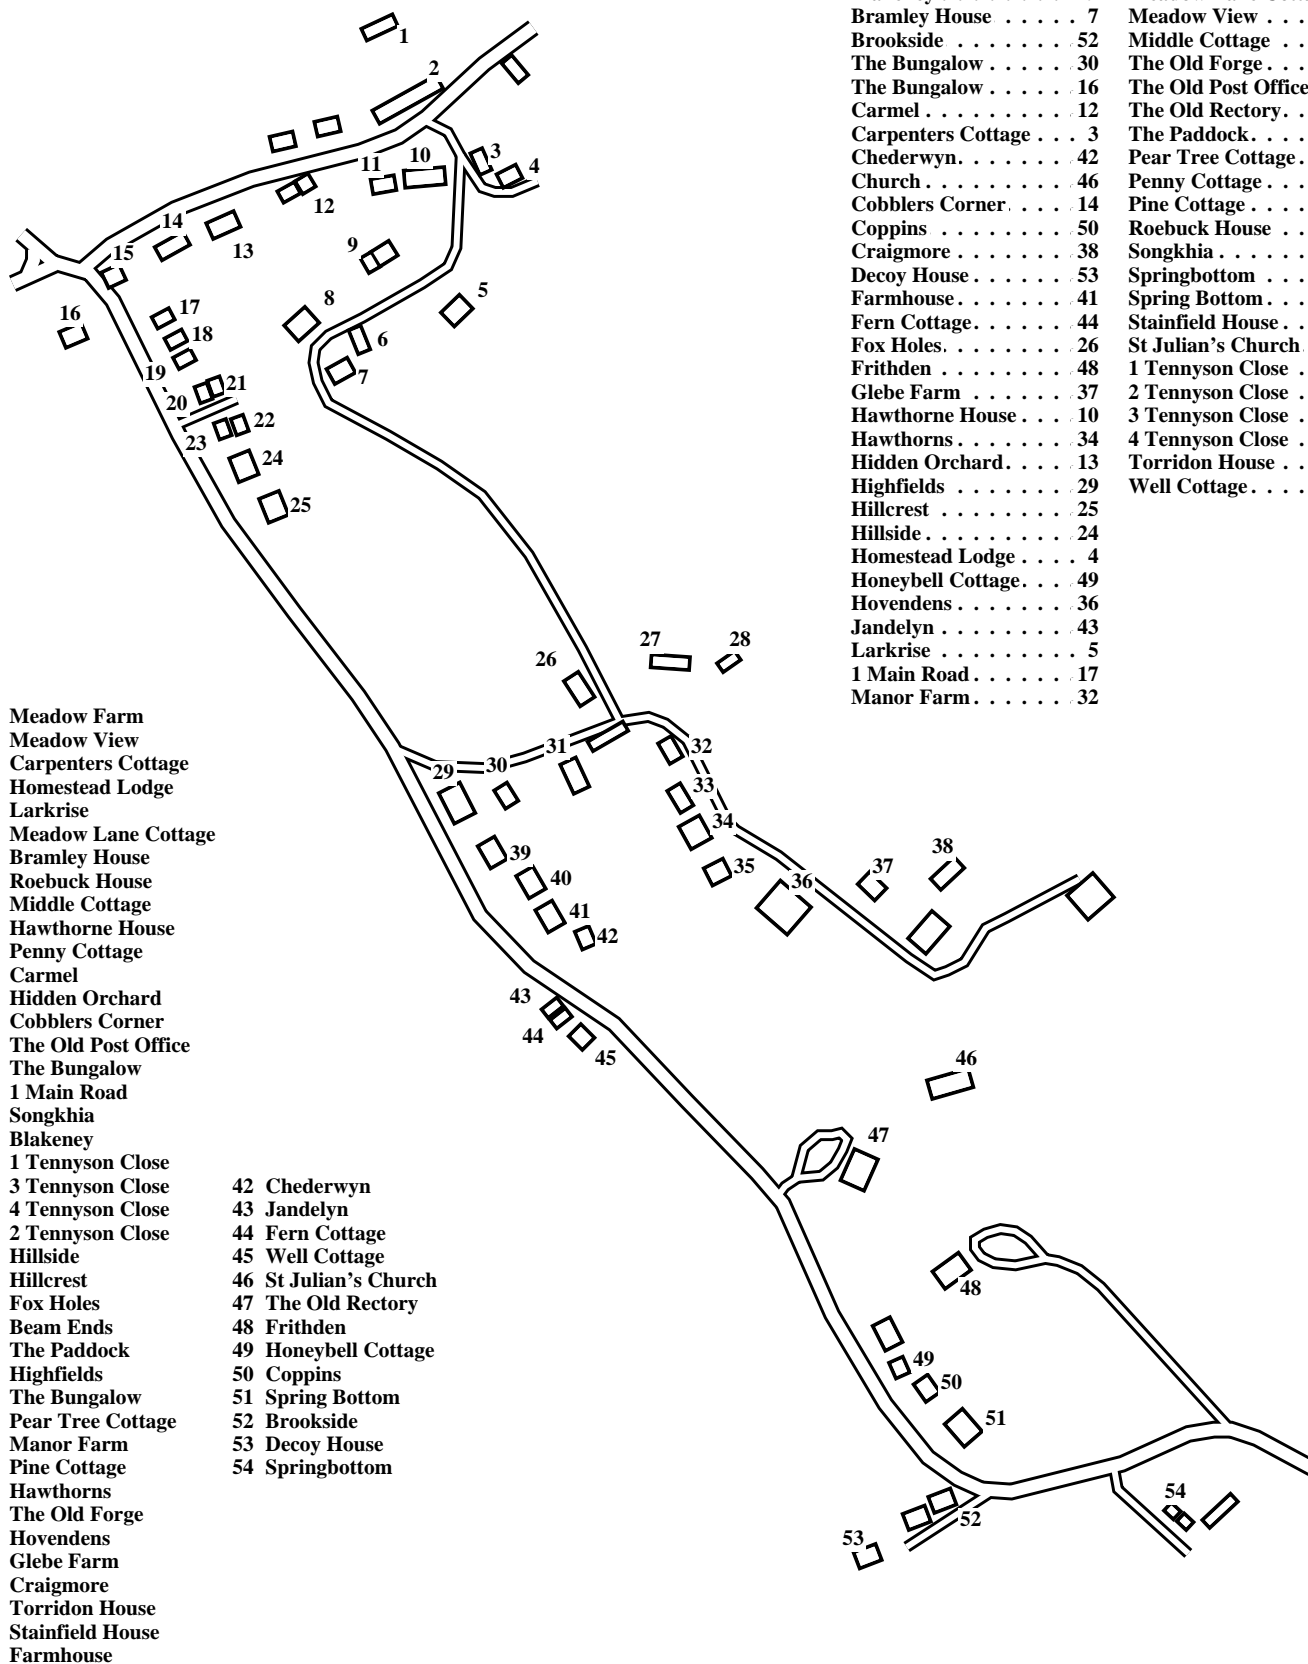 Bramley House . . . . . . 7
Brookside . . . . . . . . 52
The Bungalow . . . . . . 30
The Bungalow . . . . . . 16
Carmel . . . . . . . . . . 12
Carpenters Cottage . . . 3
Chederwyn . . . . . . . . 42
Church . . . . . . . . . . 46
Cobblers Corner . . . . . 14
Coppins . . . . . . . . . 50
Craigmore . . . . . . . . 38
Decoy House . . . . . . . 53
Farmhouse . . . . . . . . 41
Fern Cottage . . . . . . . 44
Fox Holes . . . . . . . . 26
Frithden . . . . . . . . . 48
Glebe Farm . . . . . . . 37
Hawthorne House . . . . 10
Hawthorns . . . . . . . . 34
Hidden Orchard . . . . . 13
Highfields . . . . . . . . 29
Hillcrest . . . . . . . . . 25
Hillside . . . . . . . . . . 24
Homestead Lodge . . . . 4
Honeybell Cottage . . . . 49
Hovendens . . . . . . . . 36
Jandelyn . . . . . . . . . 43
Larkrise . . . . . . . . . 5
1 Main Road . . . . . . . 17
Manor Farm . . . . . . . 32
Meadow View . . .
Middle Cottage . .
The Old Forge . . .
The Old Post Office
The Old Rectory . .
The Paddock . . . .
Pear Tree Cottage .
Penny Cottage . . .
Pine Cottage . . . .
Roebuck House . .
Songkhia . . . . . .
Springbottom . . .
Spring Bottom . . .
Stainfield House . .
St Julian's Church .
1 Tennyson Close .
2 Tennyson Close .
3 Tennyson Close .
4 Tennyson Close .
Torridon House . .
Well Cottage . . . .
1
2
3
4
5
6
7
8
9
10
11
12
13
14
15
16
17
18
19
20
21
22
23
24
25
26
27
28
29
30
31
32
33
34
35
36
37
38
39
40
41
42
43
44
45
46
47
48
49
50
51
52
53
54
Meadow Farm
Meadow View
Carpenters Cottage
Homestead Lodge
Larkrise
Meadow Lane Cottage
Bramley House
Roebuck House
Middle Cottage
Hawthorne House
Penny Cottage
Carmel
Hidden Orchard
Cobblers Corner
The Old Post Office
The Bungalow
1 Main Road
Songkhia
Blakeney
1 Tennyson Close
3 Tennyson Close
4 Tennyson Close
2 Tennyson Close
Hillside
Hillcrest
Fox Holes
Beam Ends
The Paddock
Highfields
The Bungalow
Pear Tree Cottage
Manor Farm
Pine Cottage
Hawthorns
The Old Forge
Hovendens
Glebe Farm
Craigmore
Torridon House
Stainfield House
Farmhouse
42 Chederwyn
43 Jandelyn
44 Fern Cottage
45 Well Cottage
46 St Julian's Church
47 The Old Rectory
48 Frithden
49 Honeybell Cottage
50 Coppins
51 Spring Bottom
52 Brookside
53 Decoy House
54 Springbottom